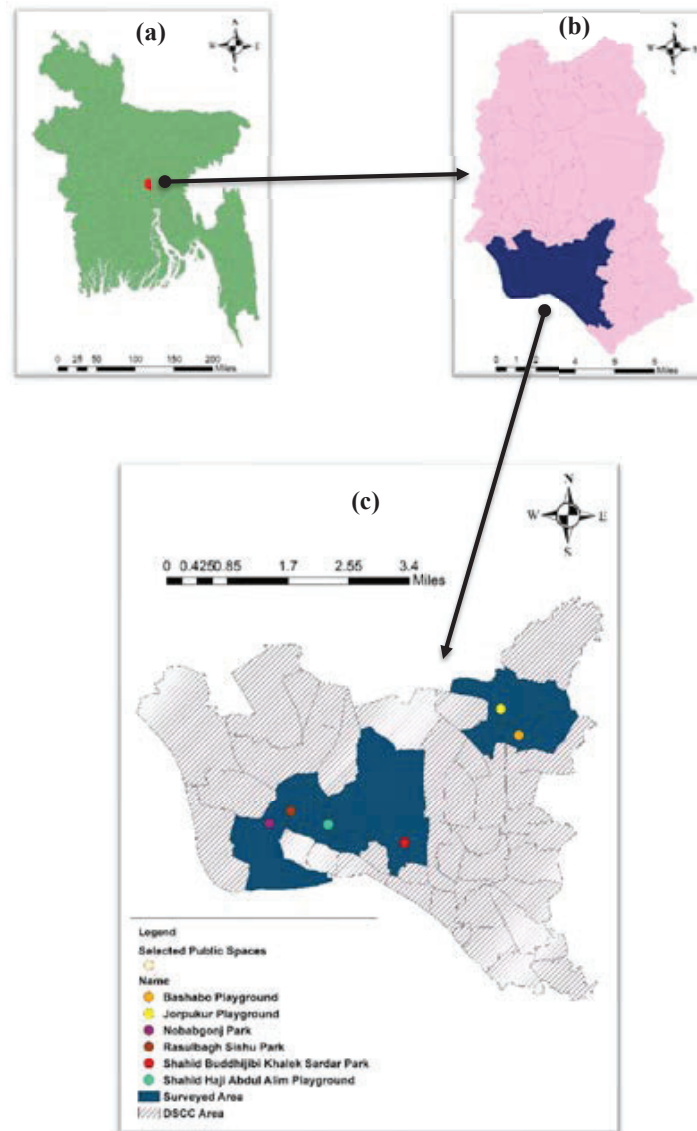 (a)
N
W E
S
0 25 50 100 150 200
Miles
(b)
N
W E
S
0 1 2 4 6 8
Miles
(c)
N
W E
S
0 0.4250.85 1.7 2.55 3.4
Miles
Legend
Selected Public Spaces
Name
Bashabo Playground
Jorpukur Playground
Nobabgonj Park
Rasulbagh Sishu Park
Shahid Buddhijibi Khalek Sardar Park
Shahid Haji Abdul Alim Playground
Surveyed Area
DSCC Area